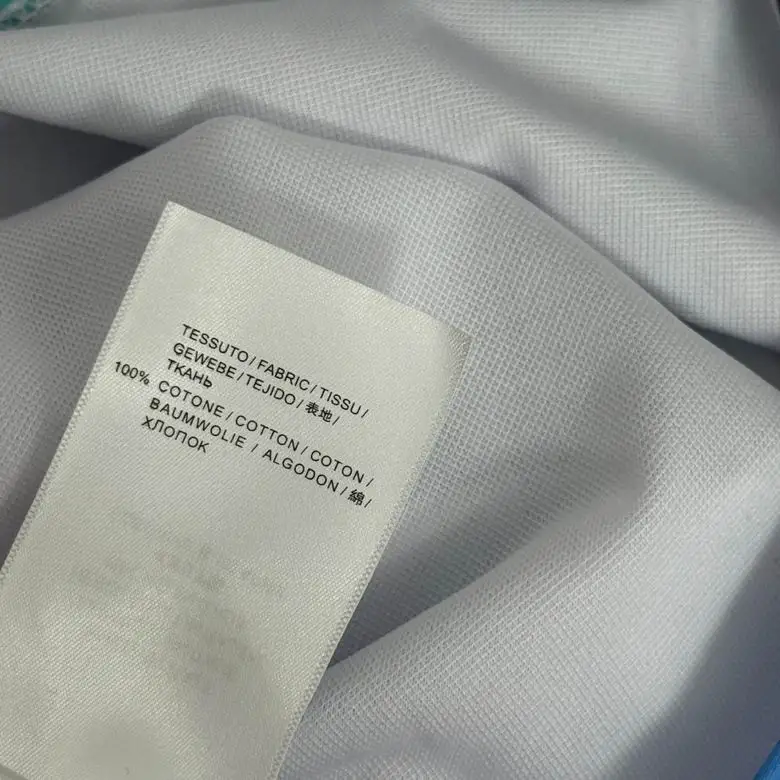 TESSUTO / FABRIC / TISSU /
GEWEBE / TEJIDO / 表地 /
ТКАНЬ
100% COTONE / COTTON / COTON /
BAUMWOLIE / ALGODON / 綿 /
ХЛОПОК